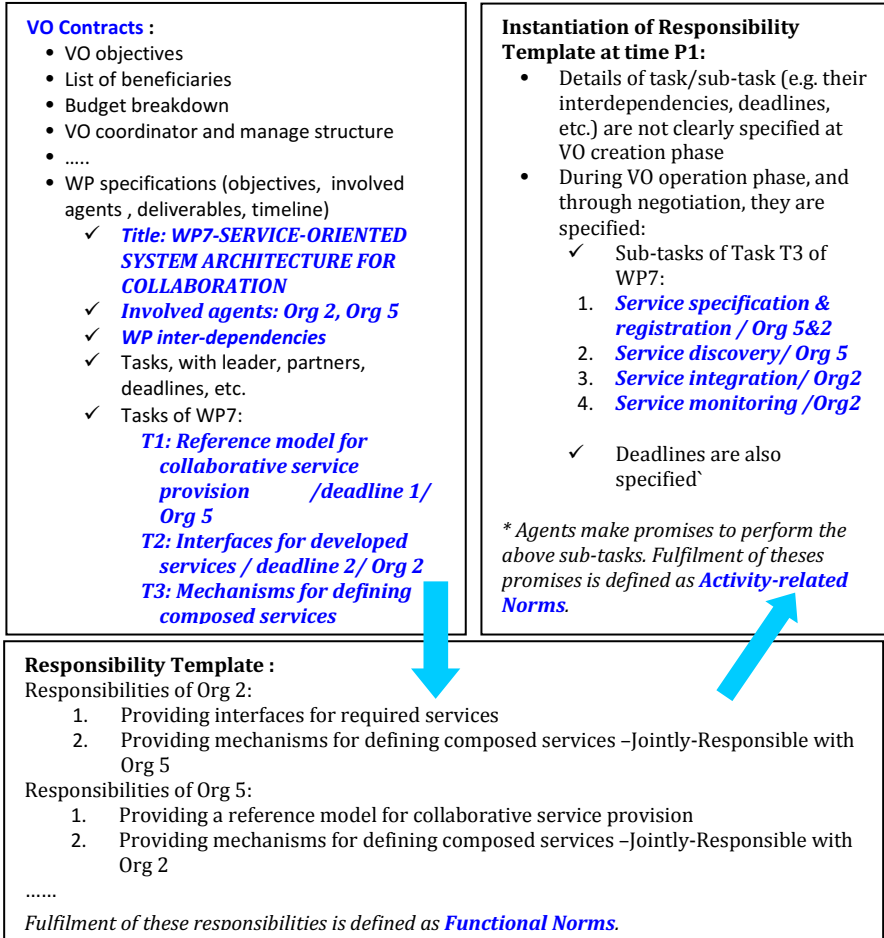 VO Contracts :
• VO objectives
• List of beneficiaries
• Budget breakdown
• VO coordinator and manage structure
• .....
• WP specifications (objectives, involved
agents , deliverables, timeline)
✓ Title: WP7-SERVICE-ORIENTED
SYSTEM ARCHITECTURE FOR
COLLABORATION
✓ Involved agents: Org 2, Org 5
✓ WP inter-dependencies
✓ Tasks, with leader, partners,
deadlines, etc.
✓ Tasks of WP7:
T1: Reference model for
collaborative service
provision /deadline 1/
Org 5
T2: Interfaces for developed
services / deadline 2/ Org 2
T3: Mechanisms for defining
composed services
Instantiation of Responsibility
Template at time P1:
• Details of task/sub-task (e.g. their
interdependencies, deadlines,
etc.) are not clearly specified at
VO creation phase
• During VO operation phase, and
through negotiation, they are
specified:
✓ Sub-tasks of Task T3 of
WP7:
1. Service specification &
registration / Org 5&2
2. Service discovery/ Org 5
3. Service integration/ Org2
4. Service monitoring /Org2
✓ Deadlines are also
specified`
* Agents make promises to perform the
above sub-tasks. Fulfilment of theses
promises is defined as Activity-related
Norms.
Responsibility Template :
Responsibilities of Org 2:
1. Providing interfaces for required services
2. Providing mechanisms for defining composed services –Jointly-Responsible with
Org 5
Responsibilities of Org 5:
1. Providing a reference model for collaborative service provision
2. Providing mechanisms for defining composed services –Jointly-Responsible with
Org 2
……
Fulfilment of these responsibilities is defined as Functional Norms.